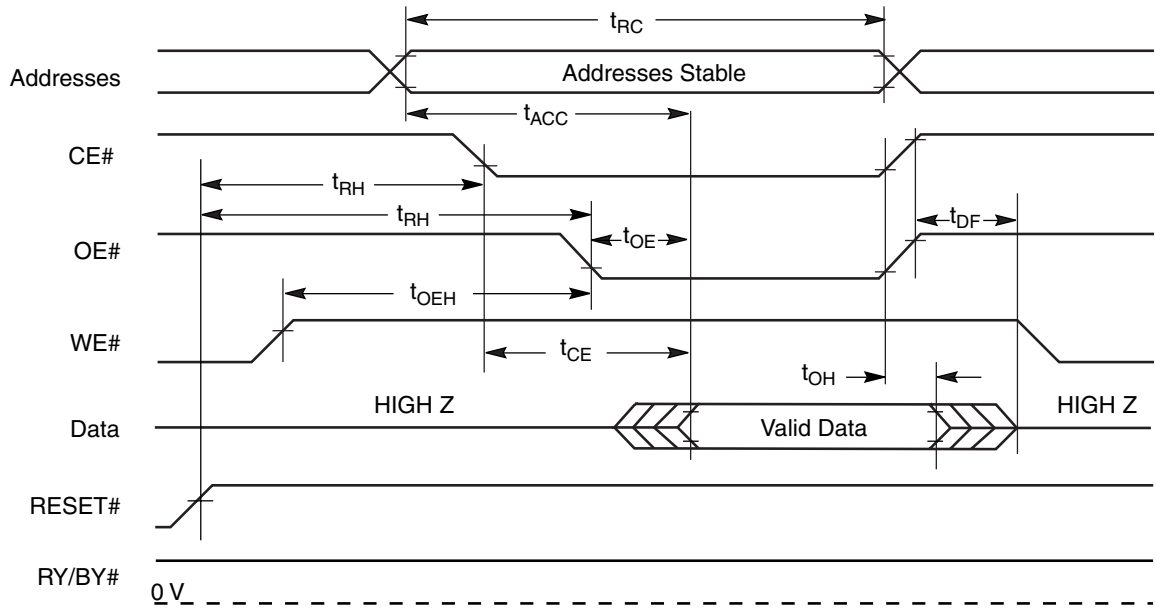 tRC
Addresses
Addresses Stable
tACC
CE#
tRH
tRH
tDF
OE#
tOE
tOEH
WE#
tCE
tOH
HIGH Z
HIGH Z
Data
Valid Data
RESET#
RY/BY#
0 V